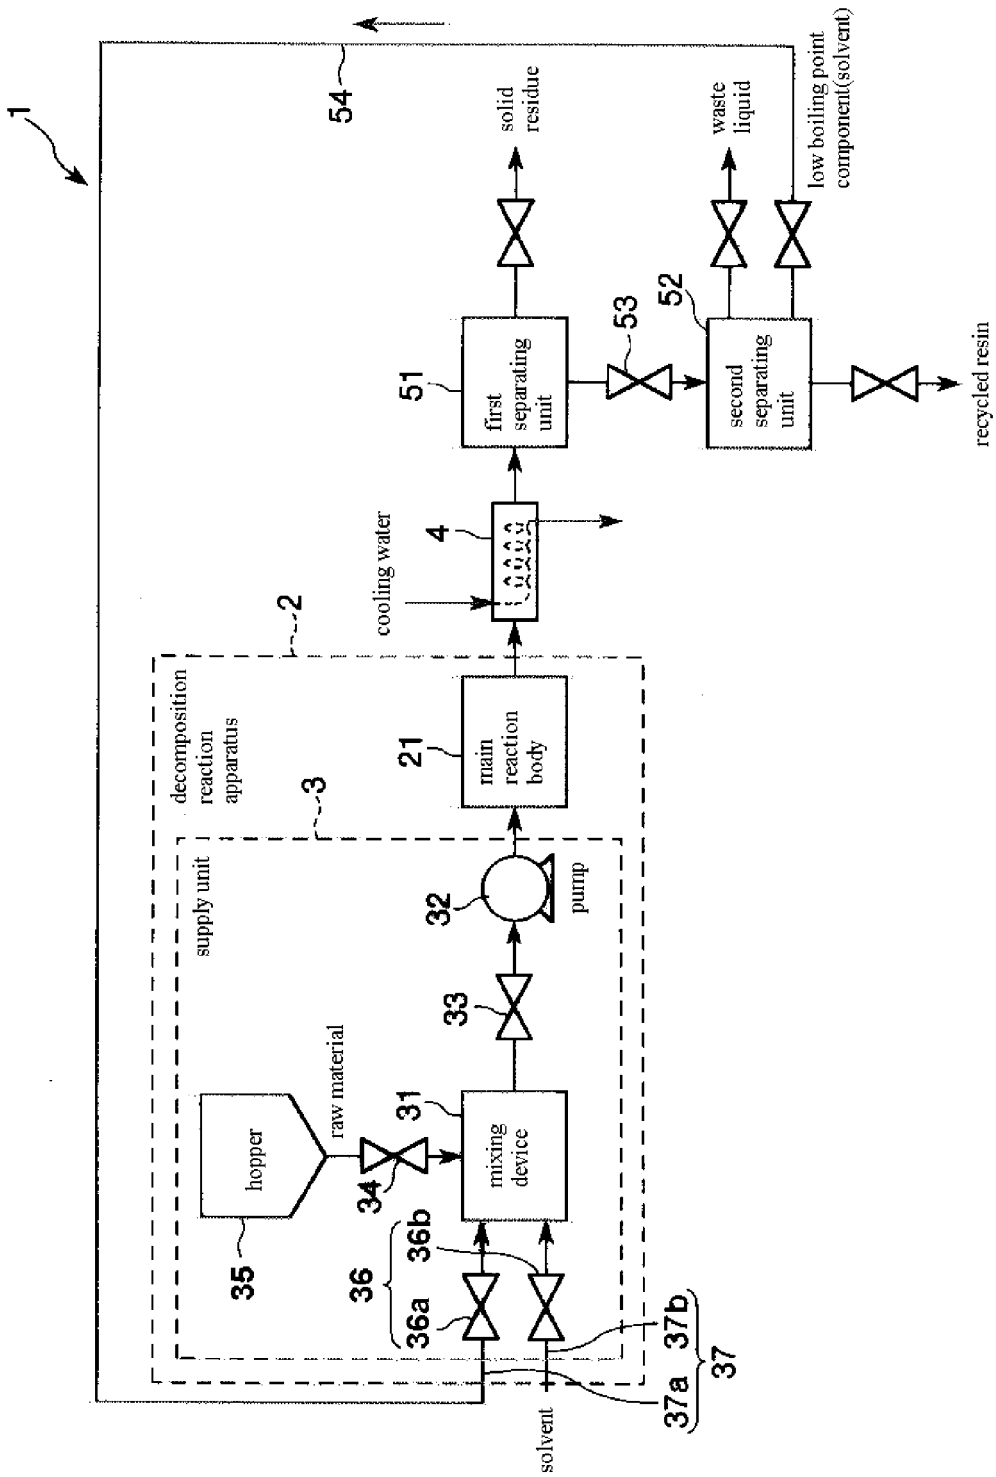 1
54
solid
residue
waste
liquid
low boiling point
component(solvent)
51
first
separating
unit
53
52
second
separating
unit
recycled resin
cooling water
4
2
decomposition
reaction
apparatus
21
main
reaction
body
3
supply unit
32
pump
33
hopper
35
raw material
34
31
mixing
device
36
36a
36b
solvent
37a
37b
37